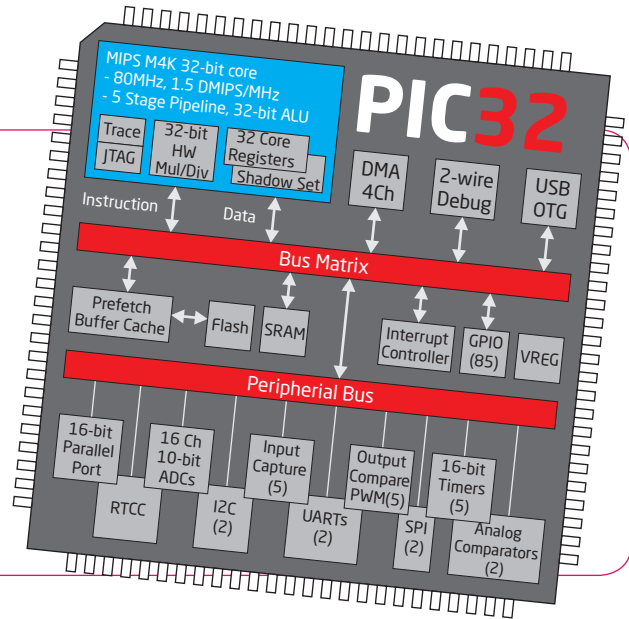 MIPS M4K 32-bit core
- 80MHz, 1.5 DMIPS/MHz
- 5 Stage Pipeline, 32-bit ALU
Trace
JTAG
32-bit
HW
Mul/Div
32 Core
Registers
Shadow Set
PIC32
DMA
4Ch
2-wire
Debug
USB
OTG
Instruction
Data
Bus Matrix
Prefetch
Buffer Cache
Flash
SRAM
Interrupt
Controller
GPIO
(85)
VREG
Peripherial Bus
16-bit
Parallel
Port
RTCC
16 Ch
10-bit
ADCs
I2C
(2)
Input
Capture
(5)
UARTs
(2)
Output
Compare
PWM(5)
SPI
(2)
16-bit
Timers
(5)
Analog
Comparators
(2)